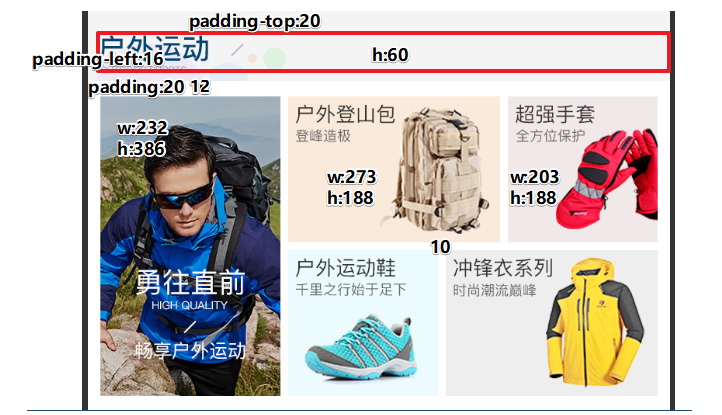 padding-top:20
户外运动
padding-left:16
h:60
padding:20 12
w:232
h:386
勇往直前
HIGH QUALITY
畅享户外运动
户外登山包
登峰造极
w:273
h:188
超强手套
全方位保护
w:203
h:188
10
户外运动鞋
千里之行始于足下
冲锋衣系列
时尚潮流巅峰